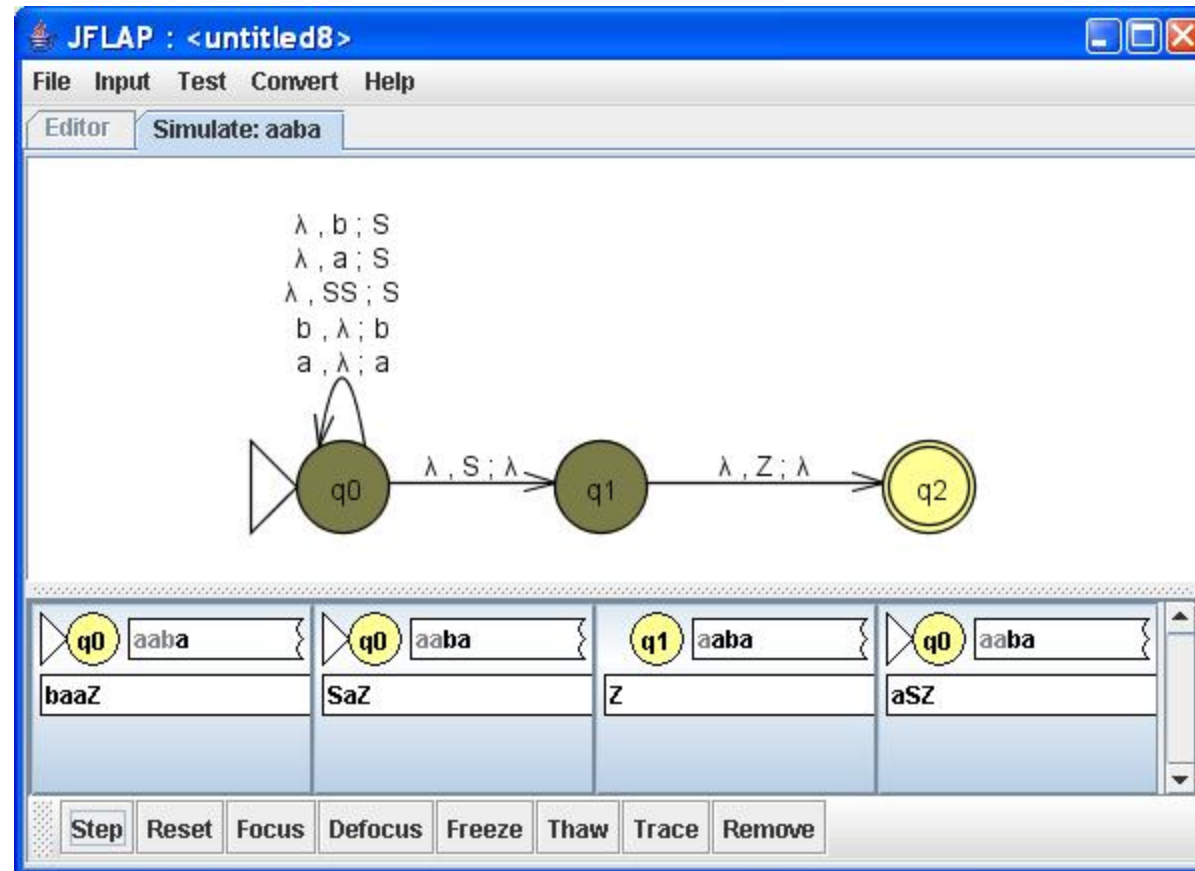 JFLAP : <untitled8>
File Input Test Convert Help
Editor Simulate: aaba
λ , b ; S
λ , a ; S
λ , SS ; S
b , λ ; b
a , λ ; a
q0 λ , S ; λ q1 λ , Z ; λ q2
q0 aaba q0 aaba q1 aaba q0 aaba
baaZ SaZ Z aSZ
Step Reset Focus Defocus Freeze Thaw Trace Remove